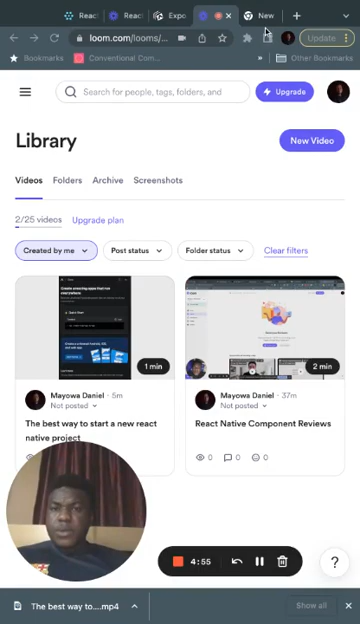 React
React
Expo
New
loom.com/looms/...
Update
Bookmarks
Conventional Com...
»
Other Bookmarks
Search for people, tags, folders, and
Upgrade
Library
New Video
Videos
Folders
Archive
Screenshots
2/25 videos
Upgrade plan
Created by me
Post status
Folder status
Clear filters
1 min
2 min
Mayowa Daniel · 5m
Not posted
The best way to start a new react
native project
Mayowa Daniel · 37m
Not posted
React Native Component Reviews
0
0
0
4:55
?
The best way to....mp4
Show all